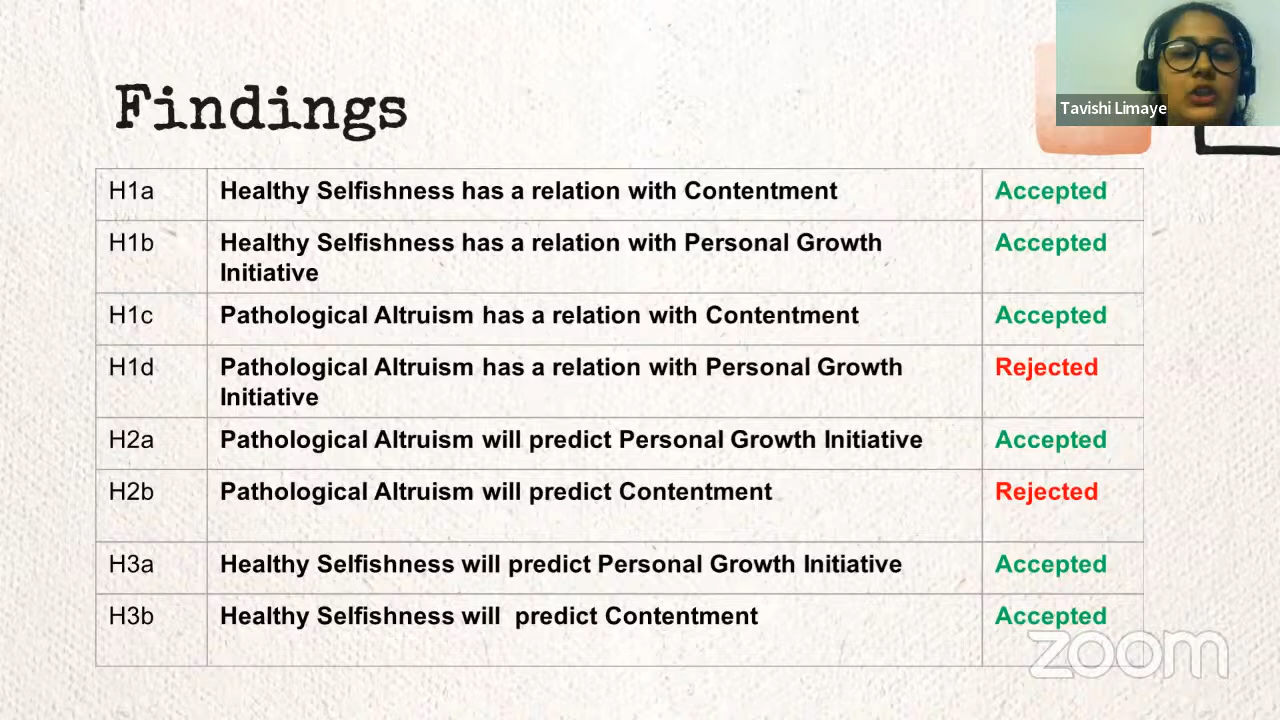 Tavishi Limaye
Findings
H1a Healthy Selfishness has a relation with Contentment Accepted
H1b Healthy Selfishness has a relation with Personal Growth Accepted
Initiative
H1c Pathological Altruism has a relation with Contentment Accepted
H1d Pathological Altruism has a relation with Personal Growth Rejected
Initiative
H2a Pathological Altruism will predict Personal Growth Initiative Accepted
H2b Pathological Altruism will predict Contentment Rejected
H3a Healthy Selfishness will predict Personal Growth Initiative Accepted
H3b Healthy Selfishness will predict Contentment Accepted
zoom